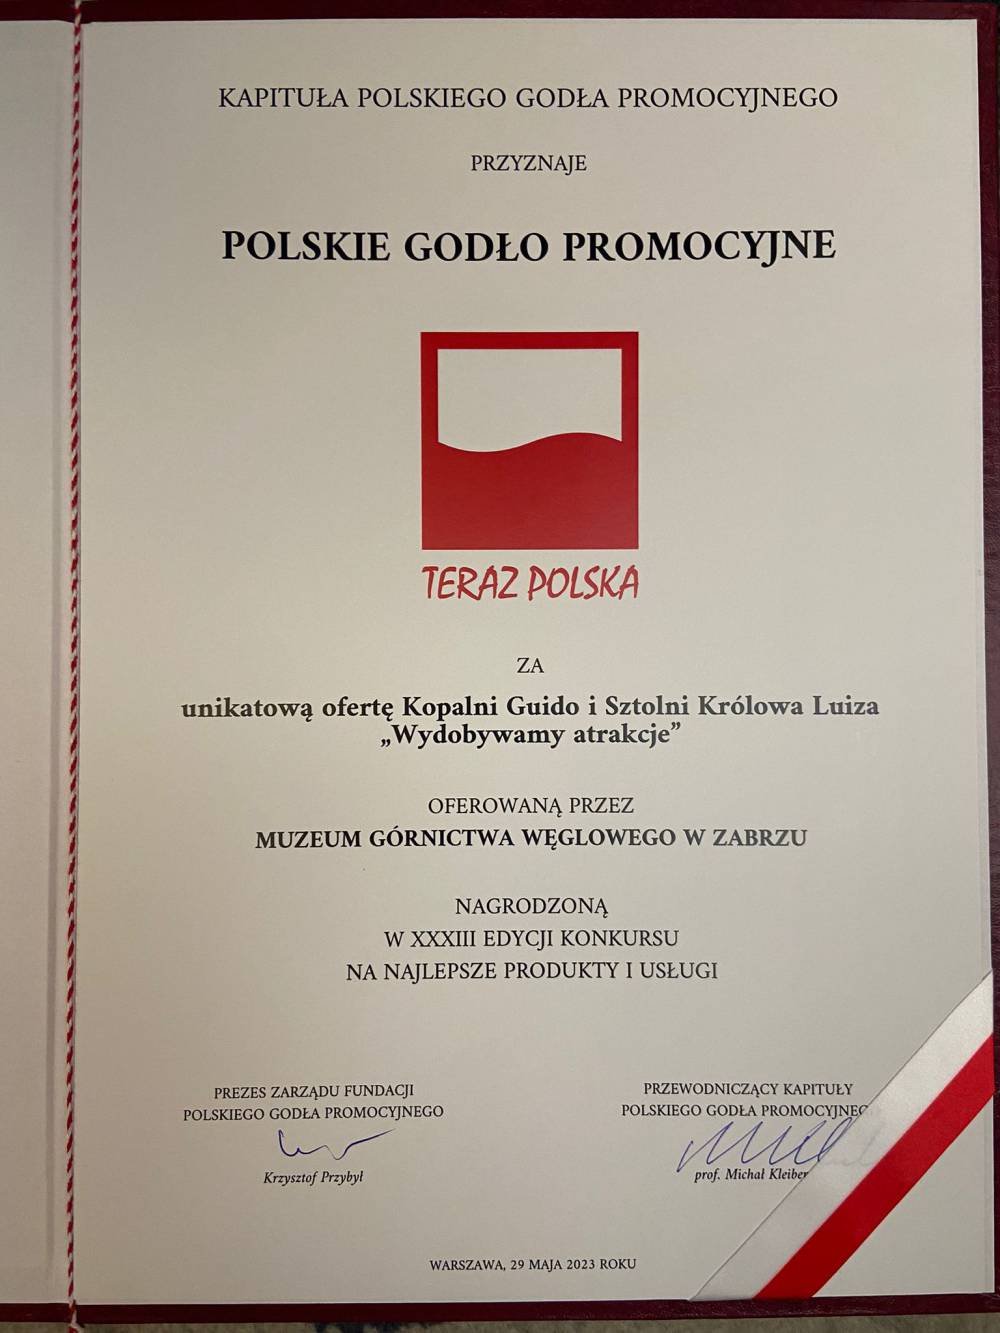 KAPITUŁA POLSKIEGO GODŁA PROMOCYJNEGO
PRZYZNAJE
POLSKIE GODŁO PROMOCYJNE
TERAZ POLSKA
ZA
unikatową ofertę Kopalni Guido i Sztolni Królowa Luiza
„Wydobywamy atrakcje”
OFEROWANĄ PRZEZ
MUZEUM GÓRNICTWA WĘGLOWEGO W ZABRZU
NAGRODZONĄ
W XXXIII EDYCJI KONKURSU
NA NAJLEPSZE PRODUKTY I USŁUGI
PREZES ZARZĄDU FUNDACJI
POLSKIEGO GODŁA PROMOCYJNEGO
Krzysztof Przybył
PRZEWODNICZĄCY KAPITUŁY
POLSKIEGO GODŁA PROMOCYJNEG
prof. Michał Kleiber
WARSZAWA, 29 MAJA 2023 ROKU